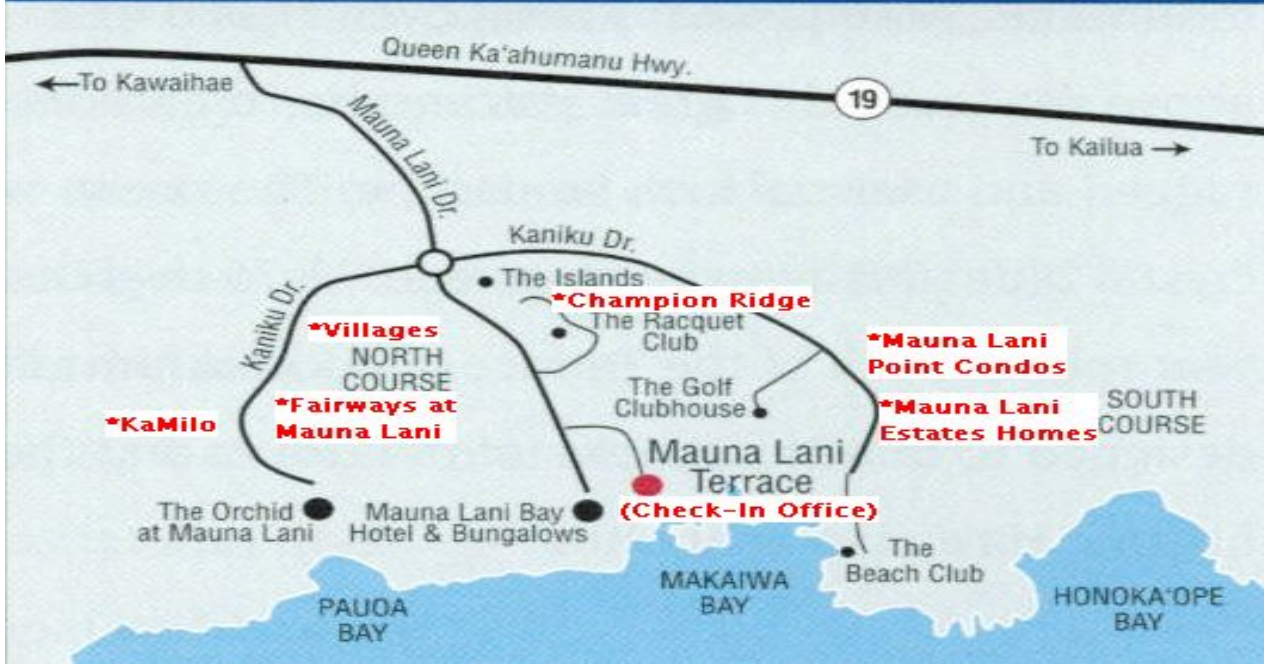 Queen Ka'ahumanu Hwy.
←To Kawaihae
19
To Kailua →
Mauna Lani Dr.
Kaniku Dr.
The Islands
*Champion Ridge
The Racquet
Club
Kaniku Dr.
*Villages
NORTH
COURSE
*Mauna Lani
Point Condos
The Golf
Clubhouse
*Fairways at
Mauna Lani
*KaMilo
*Mauna Lani
Estates Homes
SOUTH
COURSE
Mauna Lani
Terrace
(Check-In Office)
The Orchid
at Mauna Lani
Mauna Lani Bay
Hotel & Bungalows
The
Beach Club
PAUOA
BAY
MAKAIWA
BAY
HONOKA'OPE
BAY